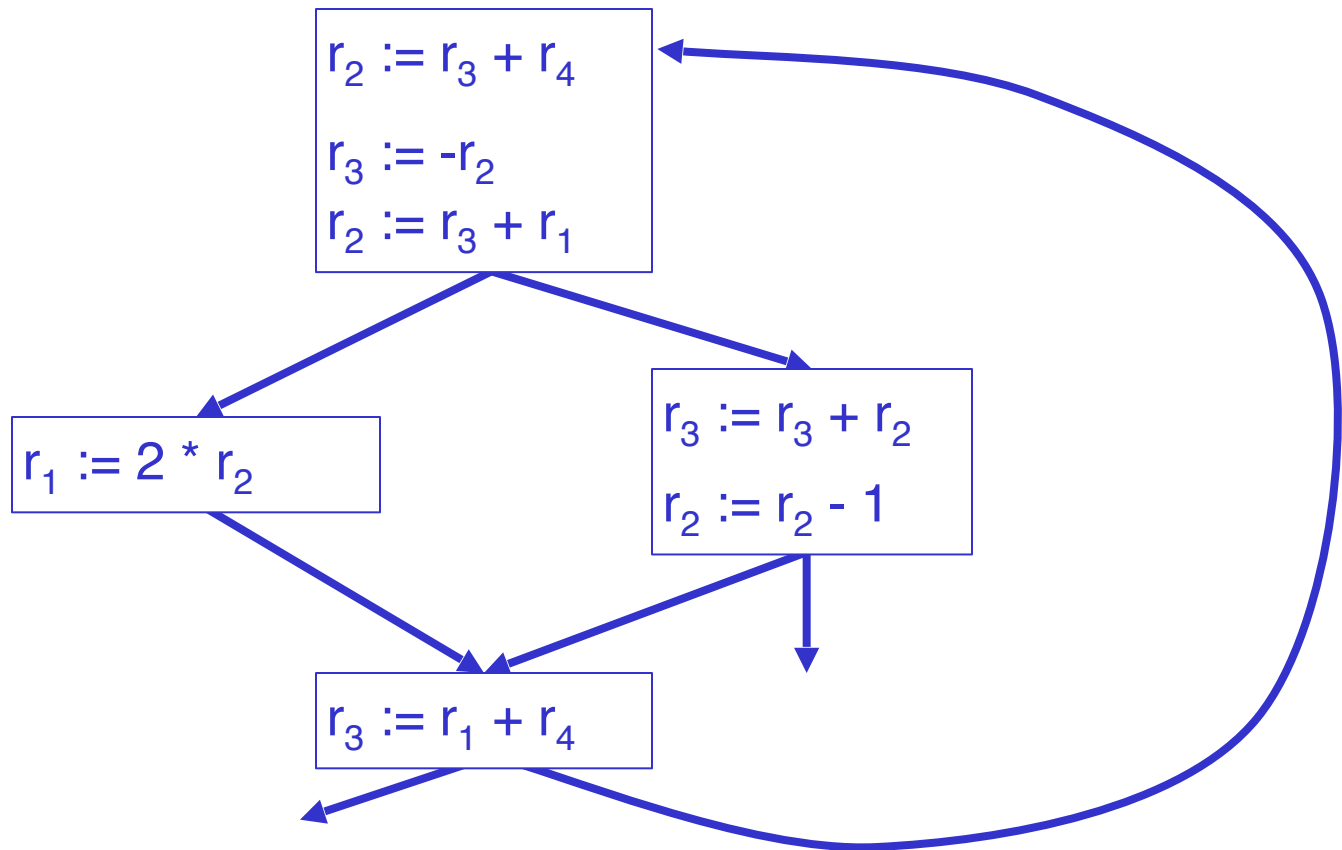 r₂ := r₃ + r₄
r₃ := -r₂
r₂ := r₃ + r₁
r₁ := 2 * r₂
r₃ := r₃ + r₂
r₂ := r₂ - 1
r₃ := r₁ + r₄